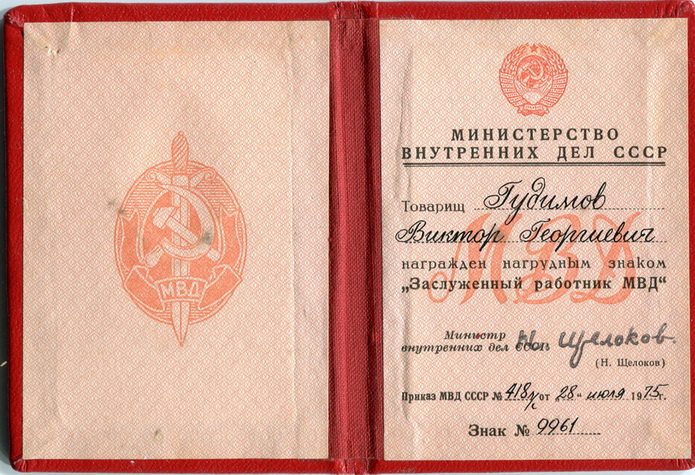 МВД
МИНИСТЕРСТВО
ВНУТРЕННИХ ДЕЛ СССР
Товарищ Гудимов
Виктор Георгиевич
МВД
награжден нагрудным знаком
„Заслуженный работник МВД“
Министр
внутренних дел СССР Н. Щелоков.
(Н. Щелоков)
Приказ МВД СССР № 418 л/с от „28“ июля 1975 г.
Знак № 9961